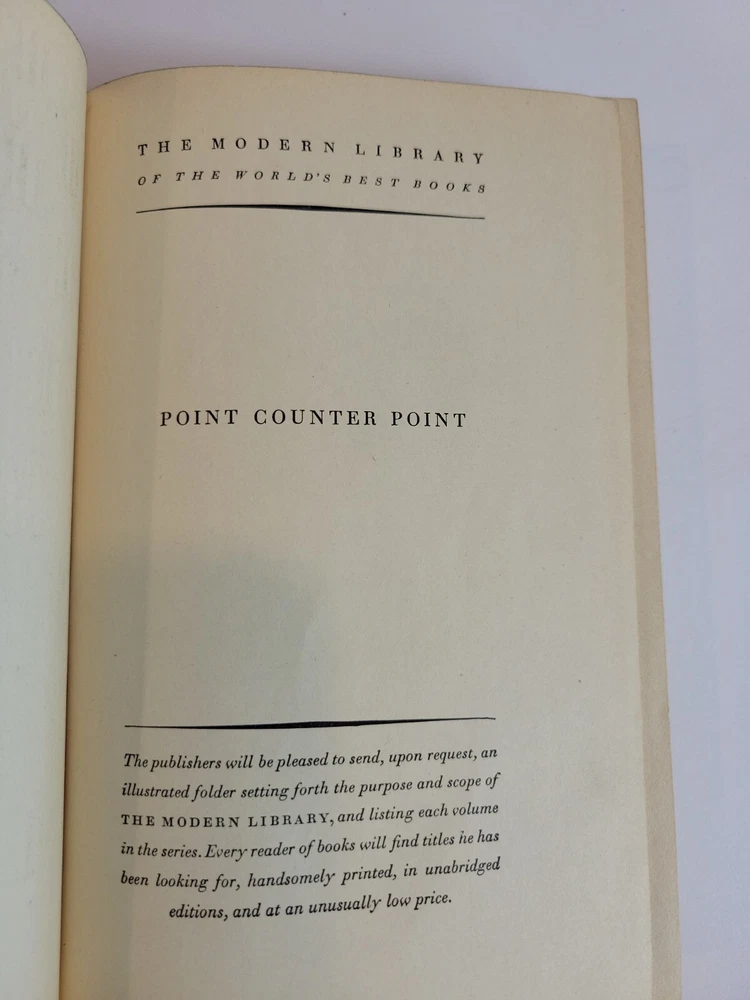 THE MODERN LIBRARY
OF THE WORLD'S BEST BOOKS
POINT COUNTER POINT
The publishers will be pleased to send, upon request, an
illustrated folder setting forth the purpose and scope of
THE MODERN LIBRARY, and listing each volume
in the series. Every reader of books will find titles he has
been looking for, handsomely printed, in unabridged
editions, and at an unusually low price.